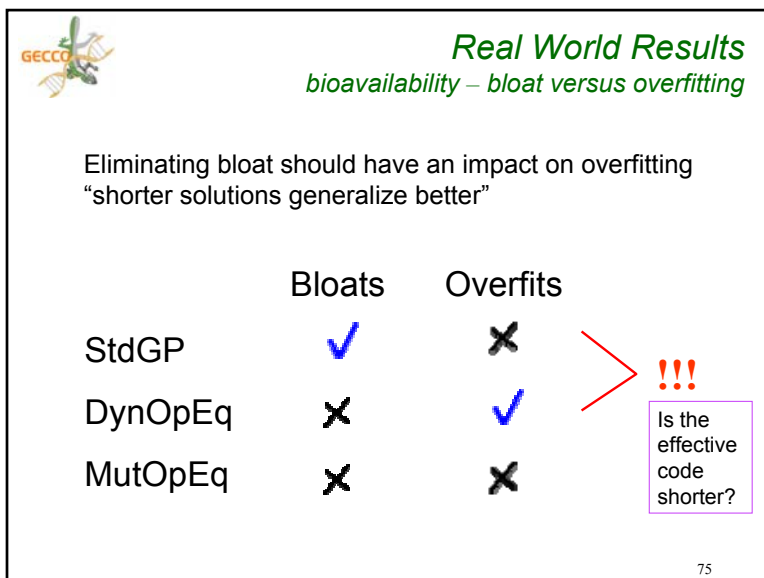 GECCO
Real World Results
bioavailability – bloat versus overfitting
Eliminating bloat should have an impact on overfitting
“shorter solutions generalize better”
Bloats Overfits
StdGP
DynOpEq
MutOpEq
!!!
Is the
effective
code
shorter?
75